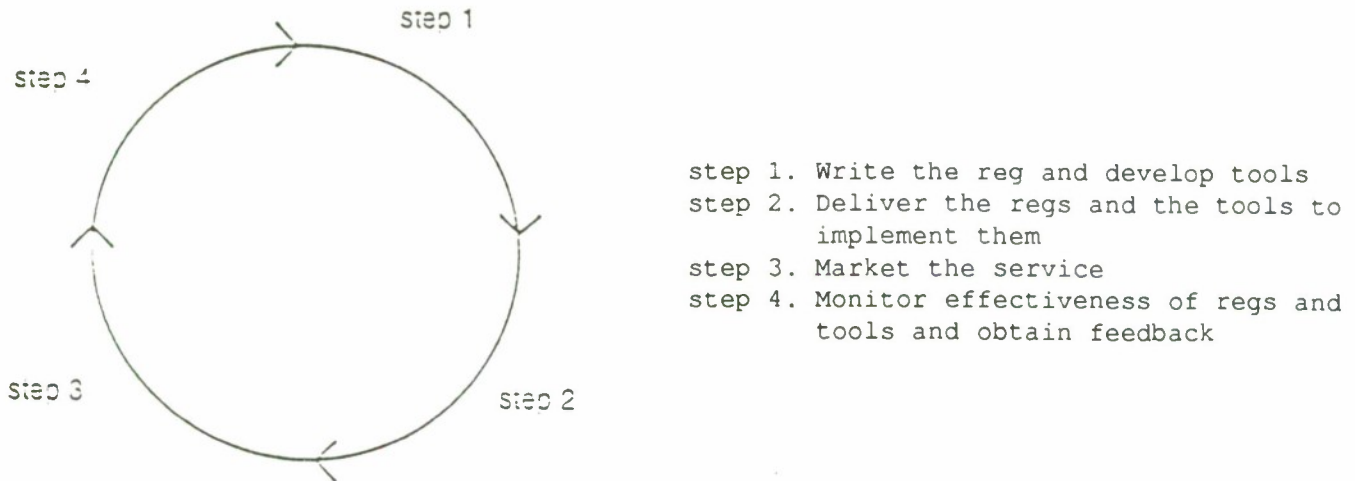 step 1
step 4
step 3
step 2
step 1. Write the reg and develop tools
step 2. Deliver the regs and the tools to
implement them
step 3. Market the service
step 4. Monitor effectiveness of regs and
tools and obtain feedback